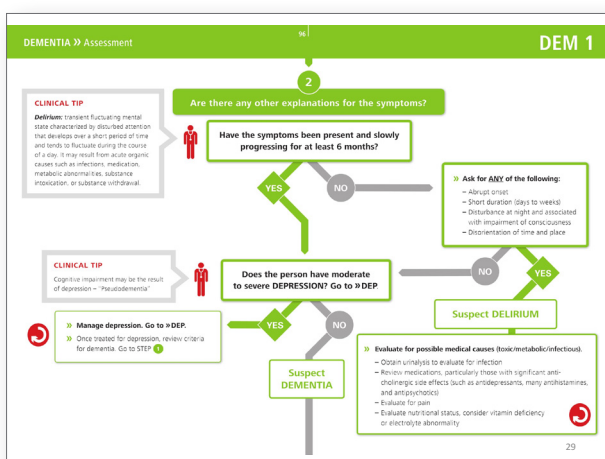 DEMENTIA » Assessment
96
DEM 1
2
Are there any other explanations for the symptoms?
CLINICAL TIP
Delirium: transient fluctuating mental
state characterized by disturbed attention
that develops over a short period of time
and tends to fluctuate during the course
of a day. It may result from acute organic
causes such as infections, medication,
metabolic abnormalities, substance
intoxication, or substance withdrawal.
Have the symptoms been present and slowly
progressing for at least 6 months?
YES
NO
» Ask for ANY of the following:
– Abrupt onset
– Short duration (days to weeks)
– Disturbance at night and associated
with impairment of consciousness
– Disorientation of time and place
NO
YES
CLINICAL TIP
Cognitive impairment may be the result
of depression – "Pseudodementia"
Does the person have moderate
to severe DEPRESSION? Go to »DEP
YES
NO
» Manage depression. Go to »DEP.
» Once treated for depression, review criteria
for dementia. Go to STEP 1
Suspect
DEMENTIA
Suspect DELIRIUM
» Evaluate for possible medical causes (toxic/metabolic/infectious).
– Obtain urinalysis to evaluate for infection
– Review medications, particularly those with significant anti-
cholinergic side effects (such as antidepressants, many antihistamines,
and antipsychotics)
– Evaluate for pain
– Evaluate nutritional status, consider vitamin deficiency
or electrolyte abnormality
29